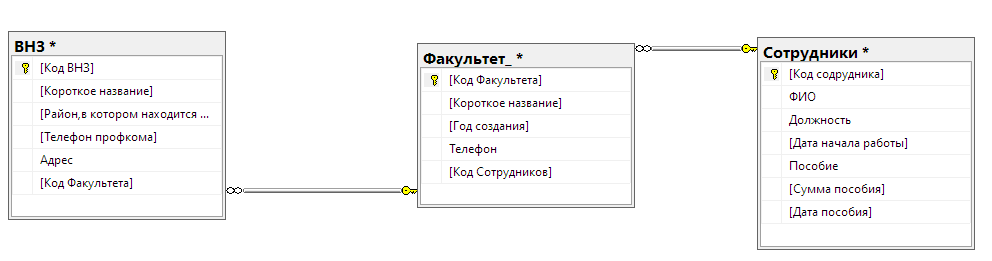 ВНЗ *
[Код ВНЗ]
[Короткое название]
[Район,в котором находится ...
[Телефон профкома]
Адрес
[Код Факультета]
Факультет_ *
[Код Факультета]
[Короткое название]
[Год создания]
Телефон
[Код Сотрудников]
Сотрудники *
[Код содрудника]
ФИО
Должность
[Дата начала работы]
Пособие
[Сумма пособия]
[Дата пособия]